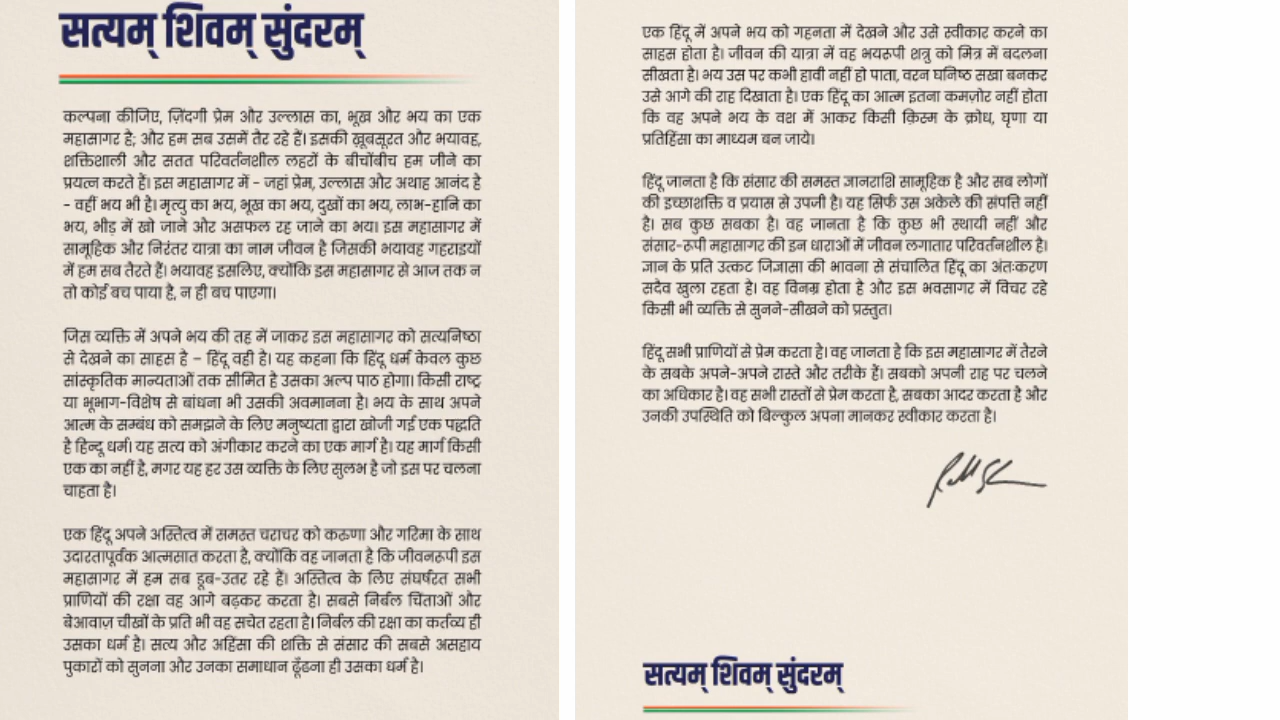 सत्यम् शिवम् सुंदरम्
कल्पना कीजिए, ज़िंदगी प्रेम और उल्लास का, भूख और भय का एक
महासागर है; और हम सब उसमें तैर रहे हैं। इसकी ख़ूबसूरत और भयावह,
शक्तिशाली और सतत परिवर्तनशील लहरों के बीचोंबीच हम जीने का
प्रयत्न करते हैं। इस महासागर में - जहां प्रेम, उल्लास और अथाह आनंद है
- वहीं भय भी है। मृत्यु का भय, भूख का भय, दुखों का भय, लाभ-हानि का
भय, भीड़ में खो जाने और असफल रह जाने का भय। इस महासागर में
सामूहिक और निरंतर यात्रा का नाम जीवन है जिसकी भयावह गहराइयों
में हम सब तैरते हैं। भयावह इसलिए, क्योंकि इस महासागर से आज तक न
तो कोई बच पाया है, न ही बच पाएगा।
जिस व्यक्ति में अपने भय की तह में जाकर इस महासागर को सत्यनिष्ठा
से देखने का साहस है – हिंदू वही है। यह कहना कि हिंदू धर्म केवल कुछ
सांस्कृतिक मान्यताओं तक सीमित है उसका अल्प पाठ होगा। किसी राष्ट्र
या भूभाग-विशेष से बांधना भी उसकी अवमानना है। भय के साथ अपने
आत्म के सम्बंध को समझने के लिए मनुष्यता द्वारा खोजी गई एक पद्धति
है हिन्दू धर्म। यह सत्य को अंगीकार करने का एक मार्ग है। यह मार्ग किसी
एक का नहीं है, मगर यह हर उस व्यक्ति के लिए सुलभ है जो इस पर चलना
चाहता है।
एक हिंदू अपने अस्तित्व में समस्त चराचर को करुणा और गरिमा के साथ
उदारतापूर्वक आत्मसात करता है, क्योंकि वह जानता है कि जीवनरूपी इस
महासागर में हम सब डूब-उतर रहे हैं। अस्तित्व के लिए संघर्षरत सभी
प्राणियों की रक्षा वह आगे बढ़कर करता है। सबसे निर्बल चिंताओं और
बेआवाज़ चीखों के प्रति भी वह सचेत रहता है। निर्बल की रक्षा का कर्तव्य ही
उसका धर्म है। सत्य और अहिंसा की शक्ति से संसार की सबसे असहाय
पुकारों को सुनना और उनका समाधान ढूँढना ही उसका धर्म है।
एक हिंदू में अपने भय को गहनता में देखने और उसे स्वीकार करने का
साहस होता है। जीवन की यात्रा में वह भयरूपी शत्रु को मित्र में बदलना
सीखता है। भय उस पर कभी हावी नहीं हो पाता, वरन घनिष्ठ सखा बनकर
उसे आगे की राह दिखाता है। एक हिंदू का आत्म इतना कमज़ोर नहीं होता
कि वह अपने भय के वश में आकर किसी क़िस्म के क्रोध, घृणा या
प्रतिहिंसा का माध्यम बन जाये।
हिंदू जानता है कि संसार की समस्त ज्ञानराशि सामूहिक है और सब लोगों
की इच्छाशक्ति व प्रयास से उपजी है। यह सिर्फ उस अकेले की संपत्ति नहीं
है। सब कुछ सबका है। वह जानता है कि कुछ भी स्थायी नहीं और
संसार-रूपी महासागर की इन धाराओं में जीवन लगातार परिवर्तनशील है।
ज्ञान के प्रति उत्कट जिज्ञासा की भावना से संचालित हिंदू का अंतःकरण
सदैव खुला रहता है। वह विनम्र होता है और इस भवसागर में विचर रहे
किसी भी व्यक्ति से सुनने-सीखने को प्रस्तुत।
हिंदू सभी प्राणियों से प्रेम करता है। वह जानता है कि इस महासागर में तैरने
के सबके अपने-अपने रास्ते और तरीके हैं। सबको अपनी राह पर चलने
का अधिकार है। वह सभी रास्तों से प्रेम करता है, सबका आदर करता है और
उनकी उपस्थिति को बिल्कुल अपना मानकर स्वीकार करता है।
सत्यम् शिवम् सुंदरम्